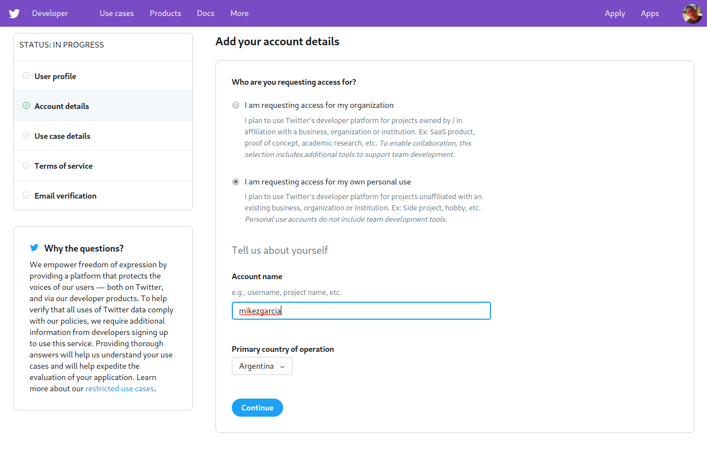 Developer Use cases Products Docs More Apply Apps
STATUS: IN PROGRESS
User profile
Account details
Use case details
Terms of service
Email verification
Why the questions?
We empower freedom of expression by
providing a platform that protects the
voices of our users — both on Twitter,
and via our developer products. To help
verify that all uses of Twitter data comply
with our policies, we require additional
information from developers signing up
to use this service. Providing thorough
answers will help us understand your use
cases and will help expedite the
evaluation of your application. Learn
more about our restricted use cases.
Add your account details
Who are you requesting access for?
I am requesting access for my organization
I plan to use Twitter's developer platform for projects owned by / in
affiliation with a business, organization or institution. Ex: SaaS product,
proof of concept, academic research, etc. To enable collaboration, this
selection includes additional tools to support team development.
I am requesting access for my own personal use
I plan to use Twitter's developer platform for projects unaffiliated with an
existing business, organization or institution. Ex: Side project, hobby, etc.
Personal use accounts do not include team development tools.
Tell us about yourself
Account name
e.g., username, project name, etc.
mikezgarcia
Primary country of operation
Argentina
Continue